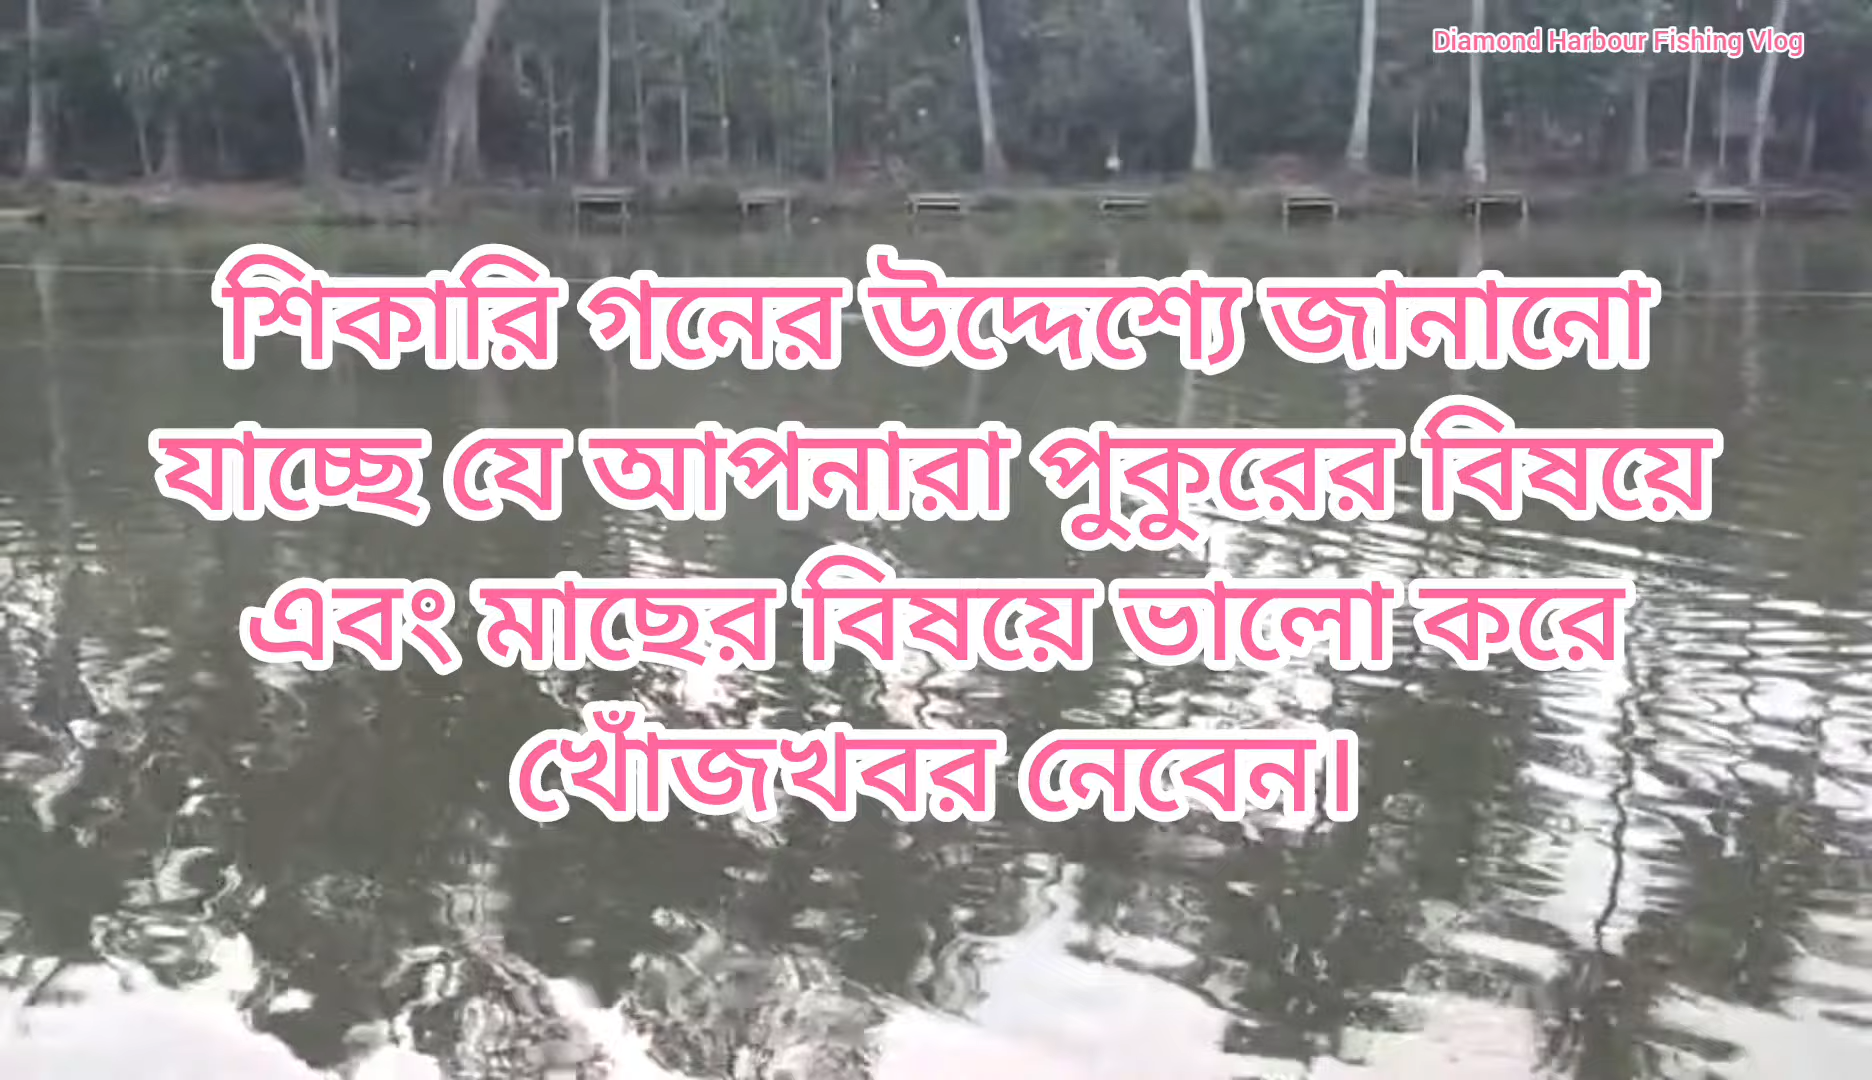 Diamond Harbour Fishing Vlog
শিকারি গনের উদ্দেশ্যে জানানো
যাচ্ছে যে আপনারা পুকুরের বিষয়ে
এবং মাছের বিষয়ে ভালো করে
খোঁজখবর নেবেন।